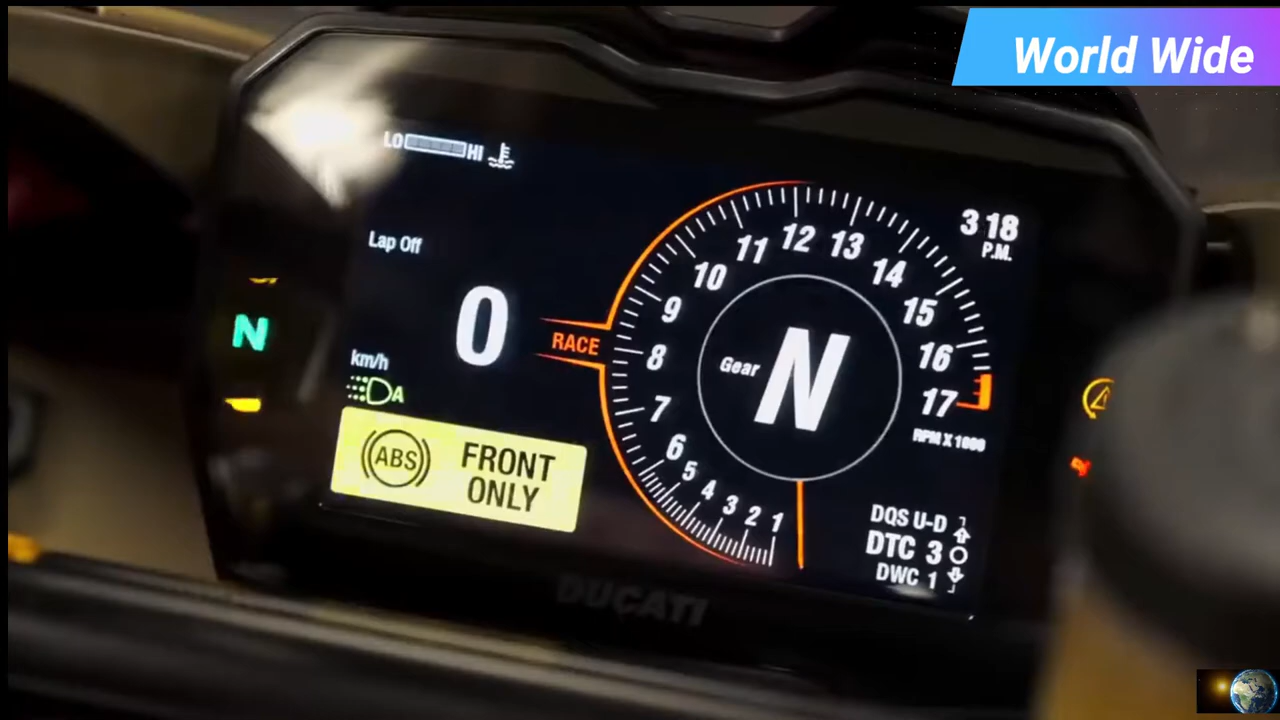 World Wide
LO HI
Lap Off
3 18
P.M.
0
km/h
A
N
RACE
ABS
FRONT
ONLY
1
2
3
4
5
6
7
8
9
10
11
12
13
14
15
16
17
RPM X 1000
Gear N
DQS U-D
DTC 3
DWC 1
DUCATI